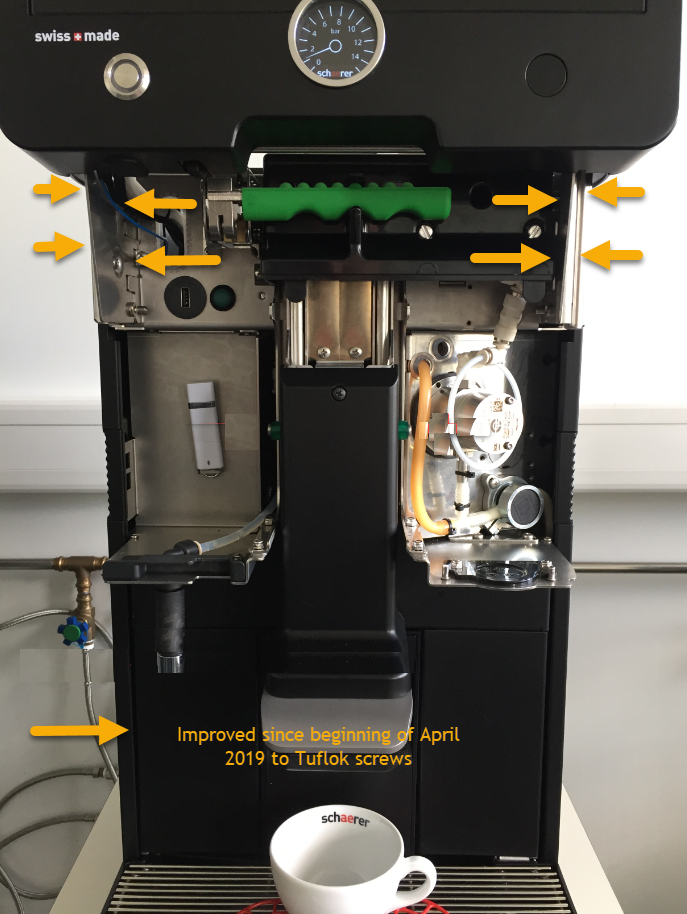 swiss made
bar
0
2
4
6
8
10
12
14
schaerer
Improved since beginning of April
2019 to Tuflok screws
schaerer